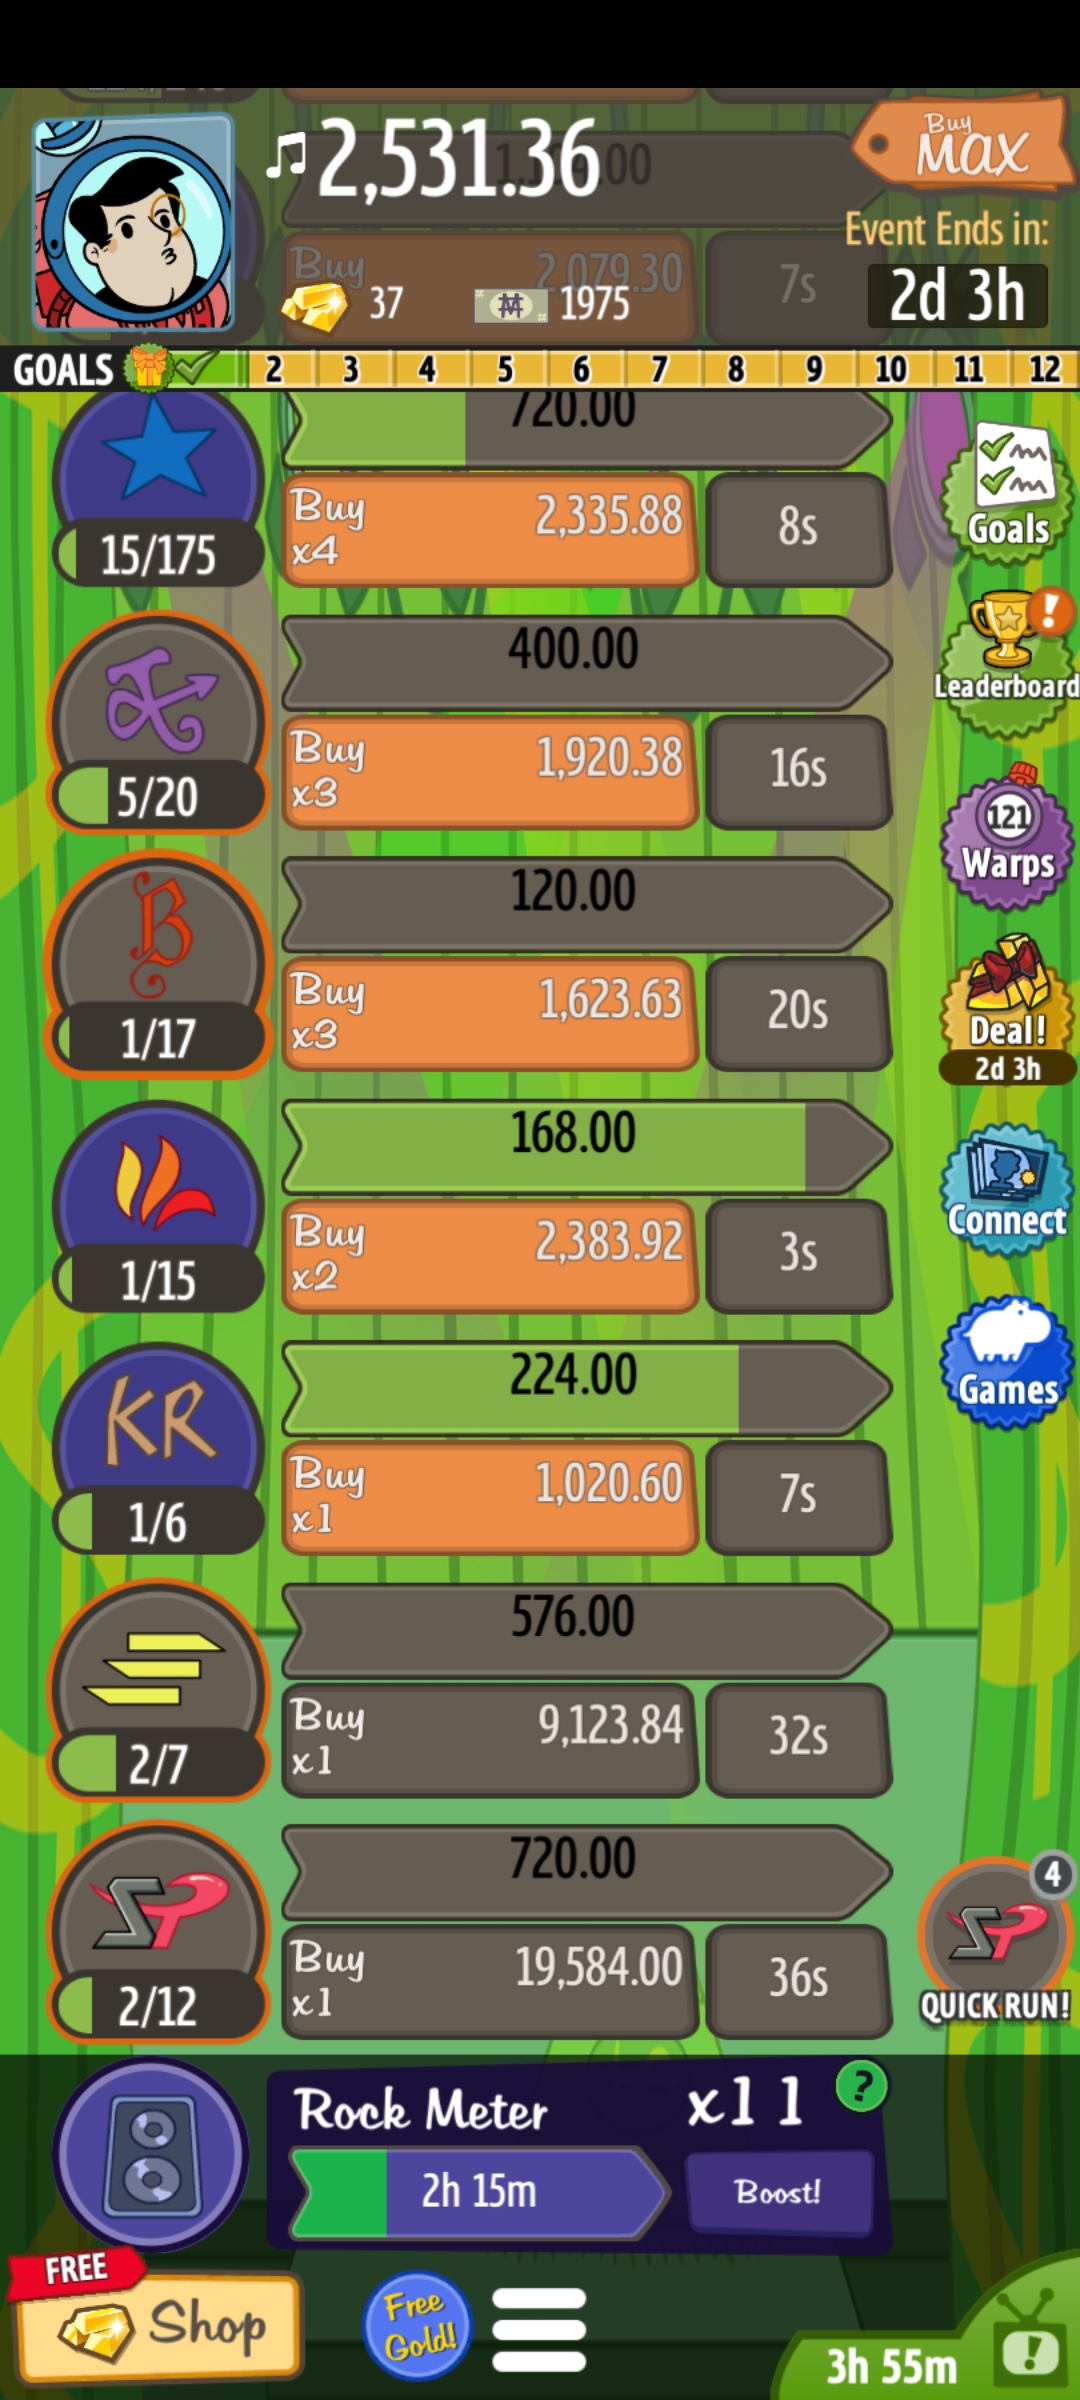 2,531.36
Buy
MAX
Event Ends in:
Buy 2,079.30 7s
37 1975 2d 3h
GOALS 2 3 4 5 6 7 8 9 10 11 12
720.00
Buy 2,335.88
x4
8s
15/175
Goals
400.00
Leaderboard
Buy 1,920.38
x3
16s
5/20
121
Warps
120.00
Buy 1,623.63
x3
20s
B
1/17
Deal!
2d 3h
168.00
Buy 2,383.92
x2
3s
1/15
Connect
224.00
Games
KR
Buy 1,020.60
x1
7s
1/6
576.00
Buy 9,123.84
x1
32s
2/7
720.00
SP
Buy 19,584.00
x1
36s
2/12
4
SP
QUICK RUN!
Rock Meter x11 ?
2h 15m Boost!
FREE
Shop
Free
Gold!
3h 55m